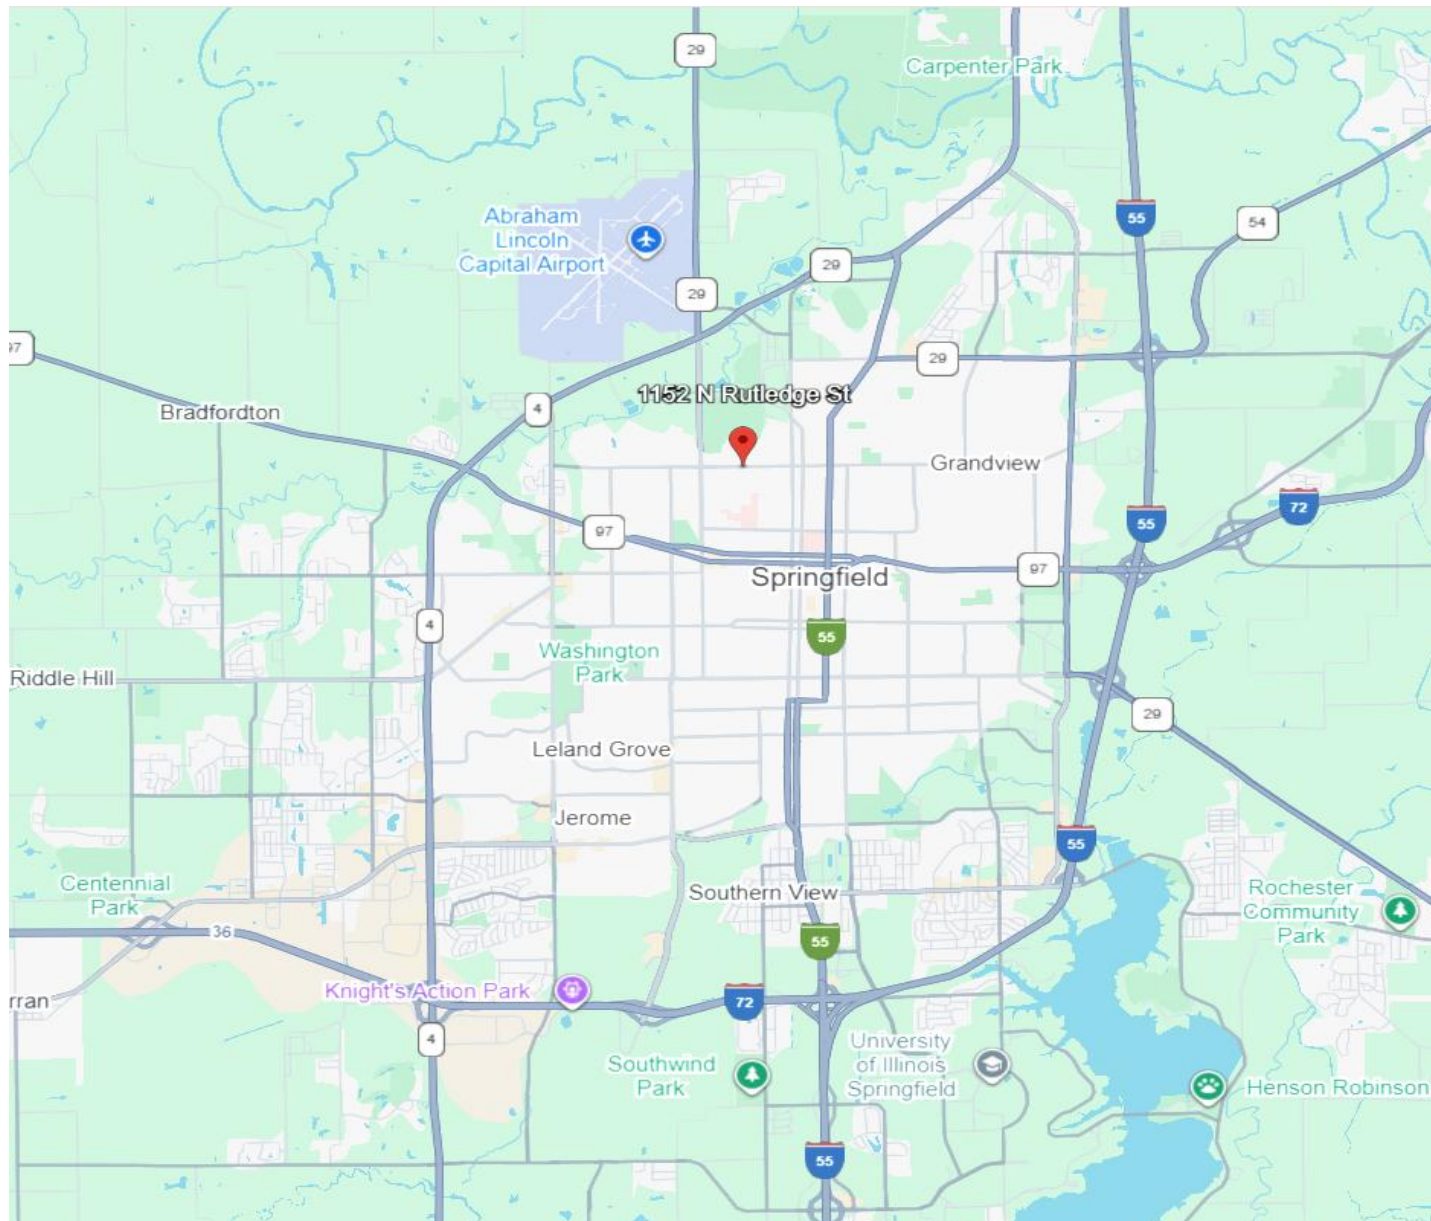 29
Carpenter Park
55
54
Abraham
Lincoln
Capital Airport
29
29
97
29
1152 N Rutledge St
4
Bradfordton
Grandview
72
55
97
97
Springfield
4
55
Washington
Park
Riddle Hill
29
Leland Grove
Jerome
55
Centennial
Park
Southern View
Rochester
Community
Park
36
55
rran
Knight's Action Park
72
4
University
of Illinois
Springfield
Southwind
Park
Henson Robinson
55